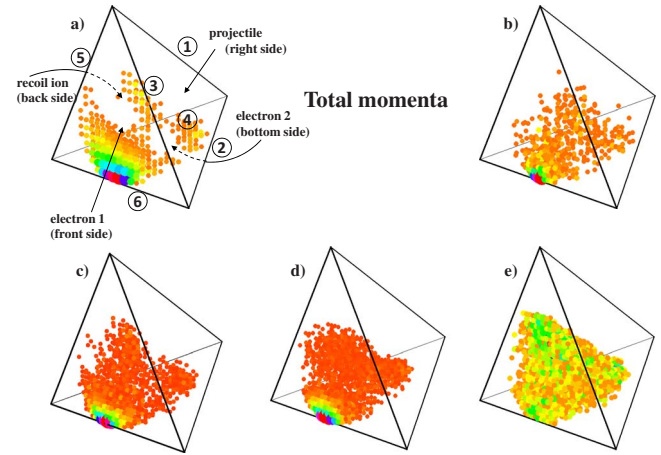 a)
1
projectile
(right side)
b)
5
recoil ion
(back side)
3
Total momenta
4
electron 2
(bottom side)
2
6
electron 1
(front side)
c)
d)
e)